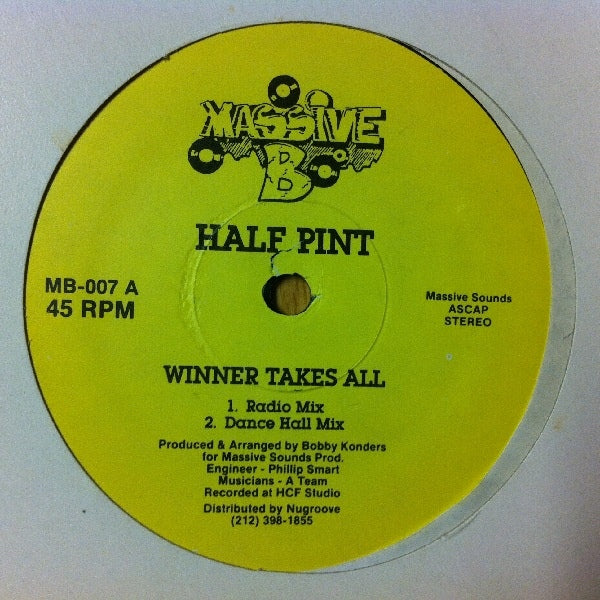 MASSIVE
B
HALF PINT
MB-007 A
45 RPM
Massive Sounds
ASCAP
STEREO
WINNER TAKES ALL
1. Radio Mix
2. Dance Hall Mix
Produced & Arranged by Bobby Konders
for Massive Sounds Prod.
Engineer - Phillip Smart
Musicians - A Team
Recorded at HCF Studio
Distributed by Nugroove
(212) 398-1855